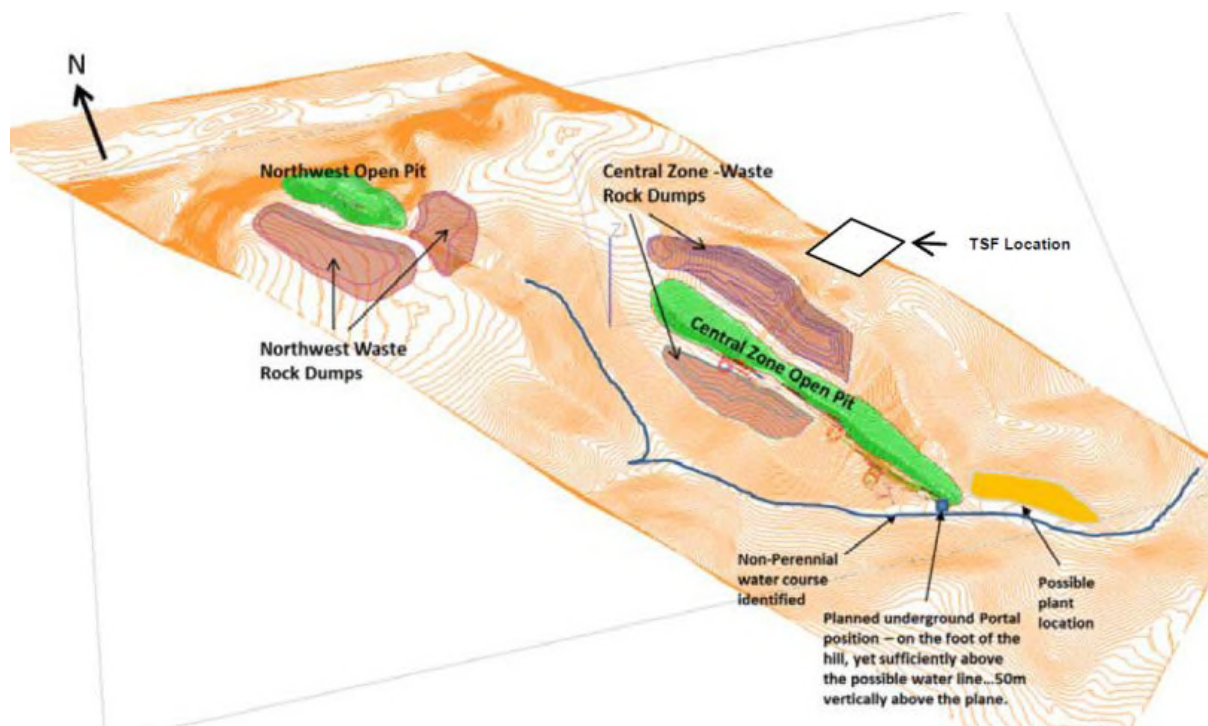 N
Northwest Open Pit
Central Zone -Waste
Rock Dumps
Z
TSF Location
Central Zone Open Pit
Northwest Waste
Rock Dumps
Non-Perennial
water course
identified
Planned underground Portal
position – on the foot of the
hill, yet sufficiently above
the possible water line...50m
vertically above the plane.
Possible
plant
location